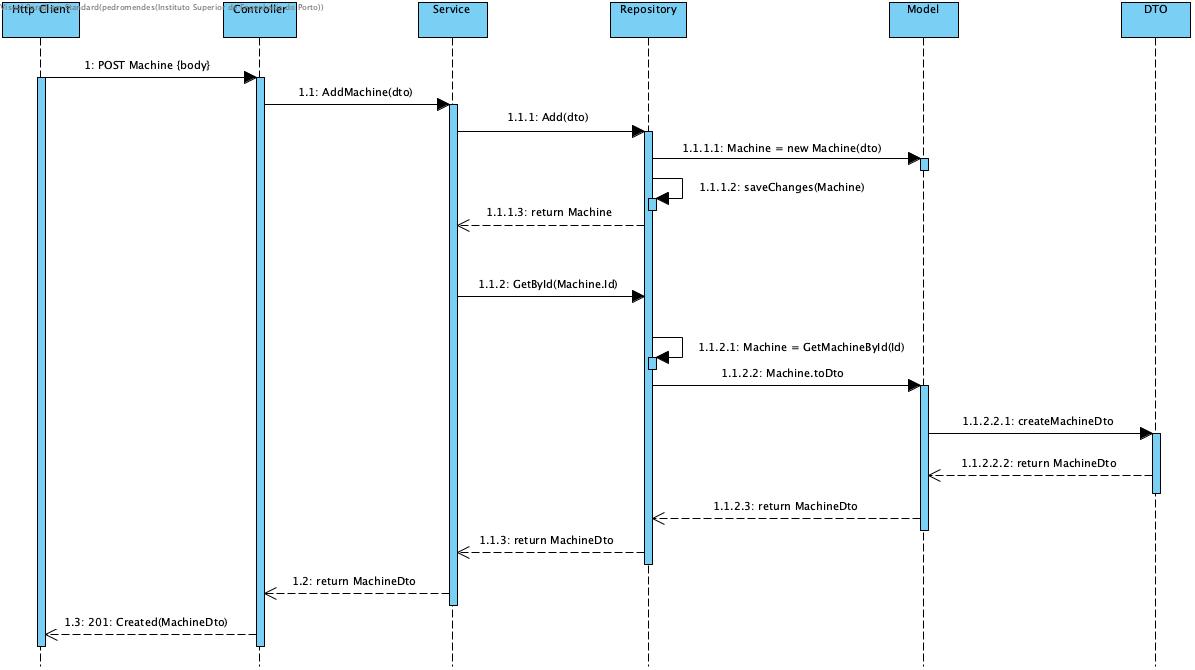 Http Client
Controller
Service
Repository
Model
DTO
1: POST Machine {body}
1.1: AddMachine(dto)
1.1.1: Add(dto)
1.1.1.1: Machine = new Machine(dto)
1.1.1.2: saveChanges(Machine)
1.1.1.3: return Machine
1.1.2: GetById(Machine.Id)
1.1.2.1: Machine = GetMachineById(Id)
1.1.2.2: Machine.toDto
1.1.2.2.1: createMachineDto
1.1.2.2.2: return MachineDto
1.1.2.3: return MachineDto
1.1.3: return MachineDto
1.2: return MachineDto
1.3: 201: Created(MachineDto)
Standard(pedromendes(Instituto Superior de Porto))